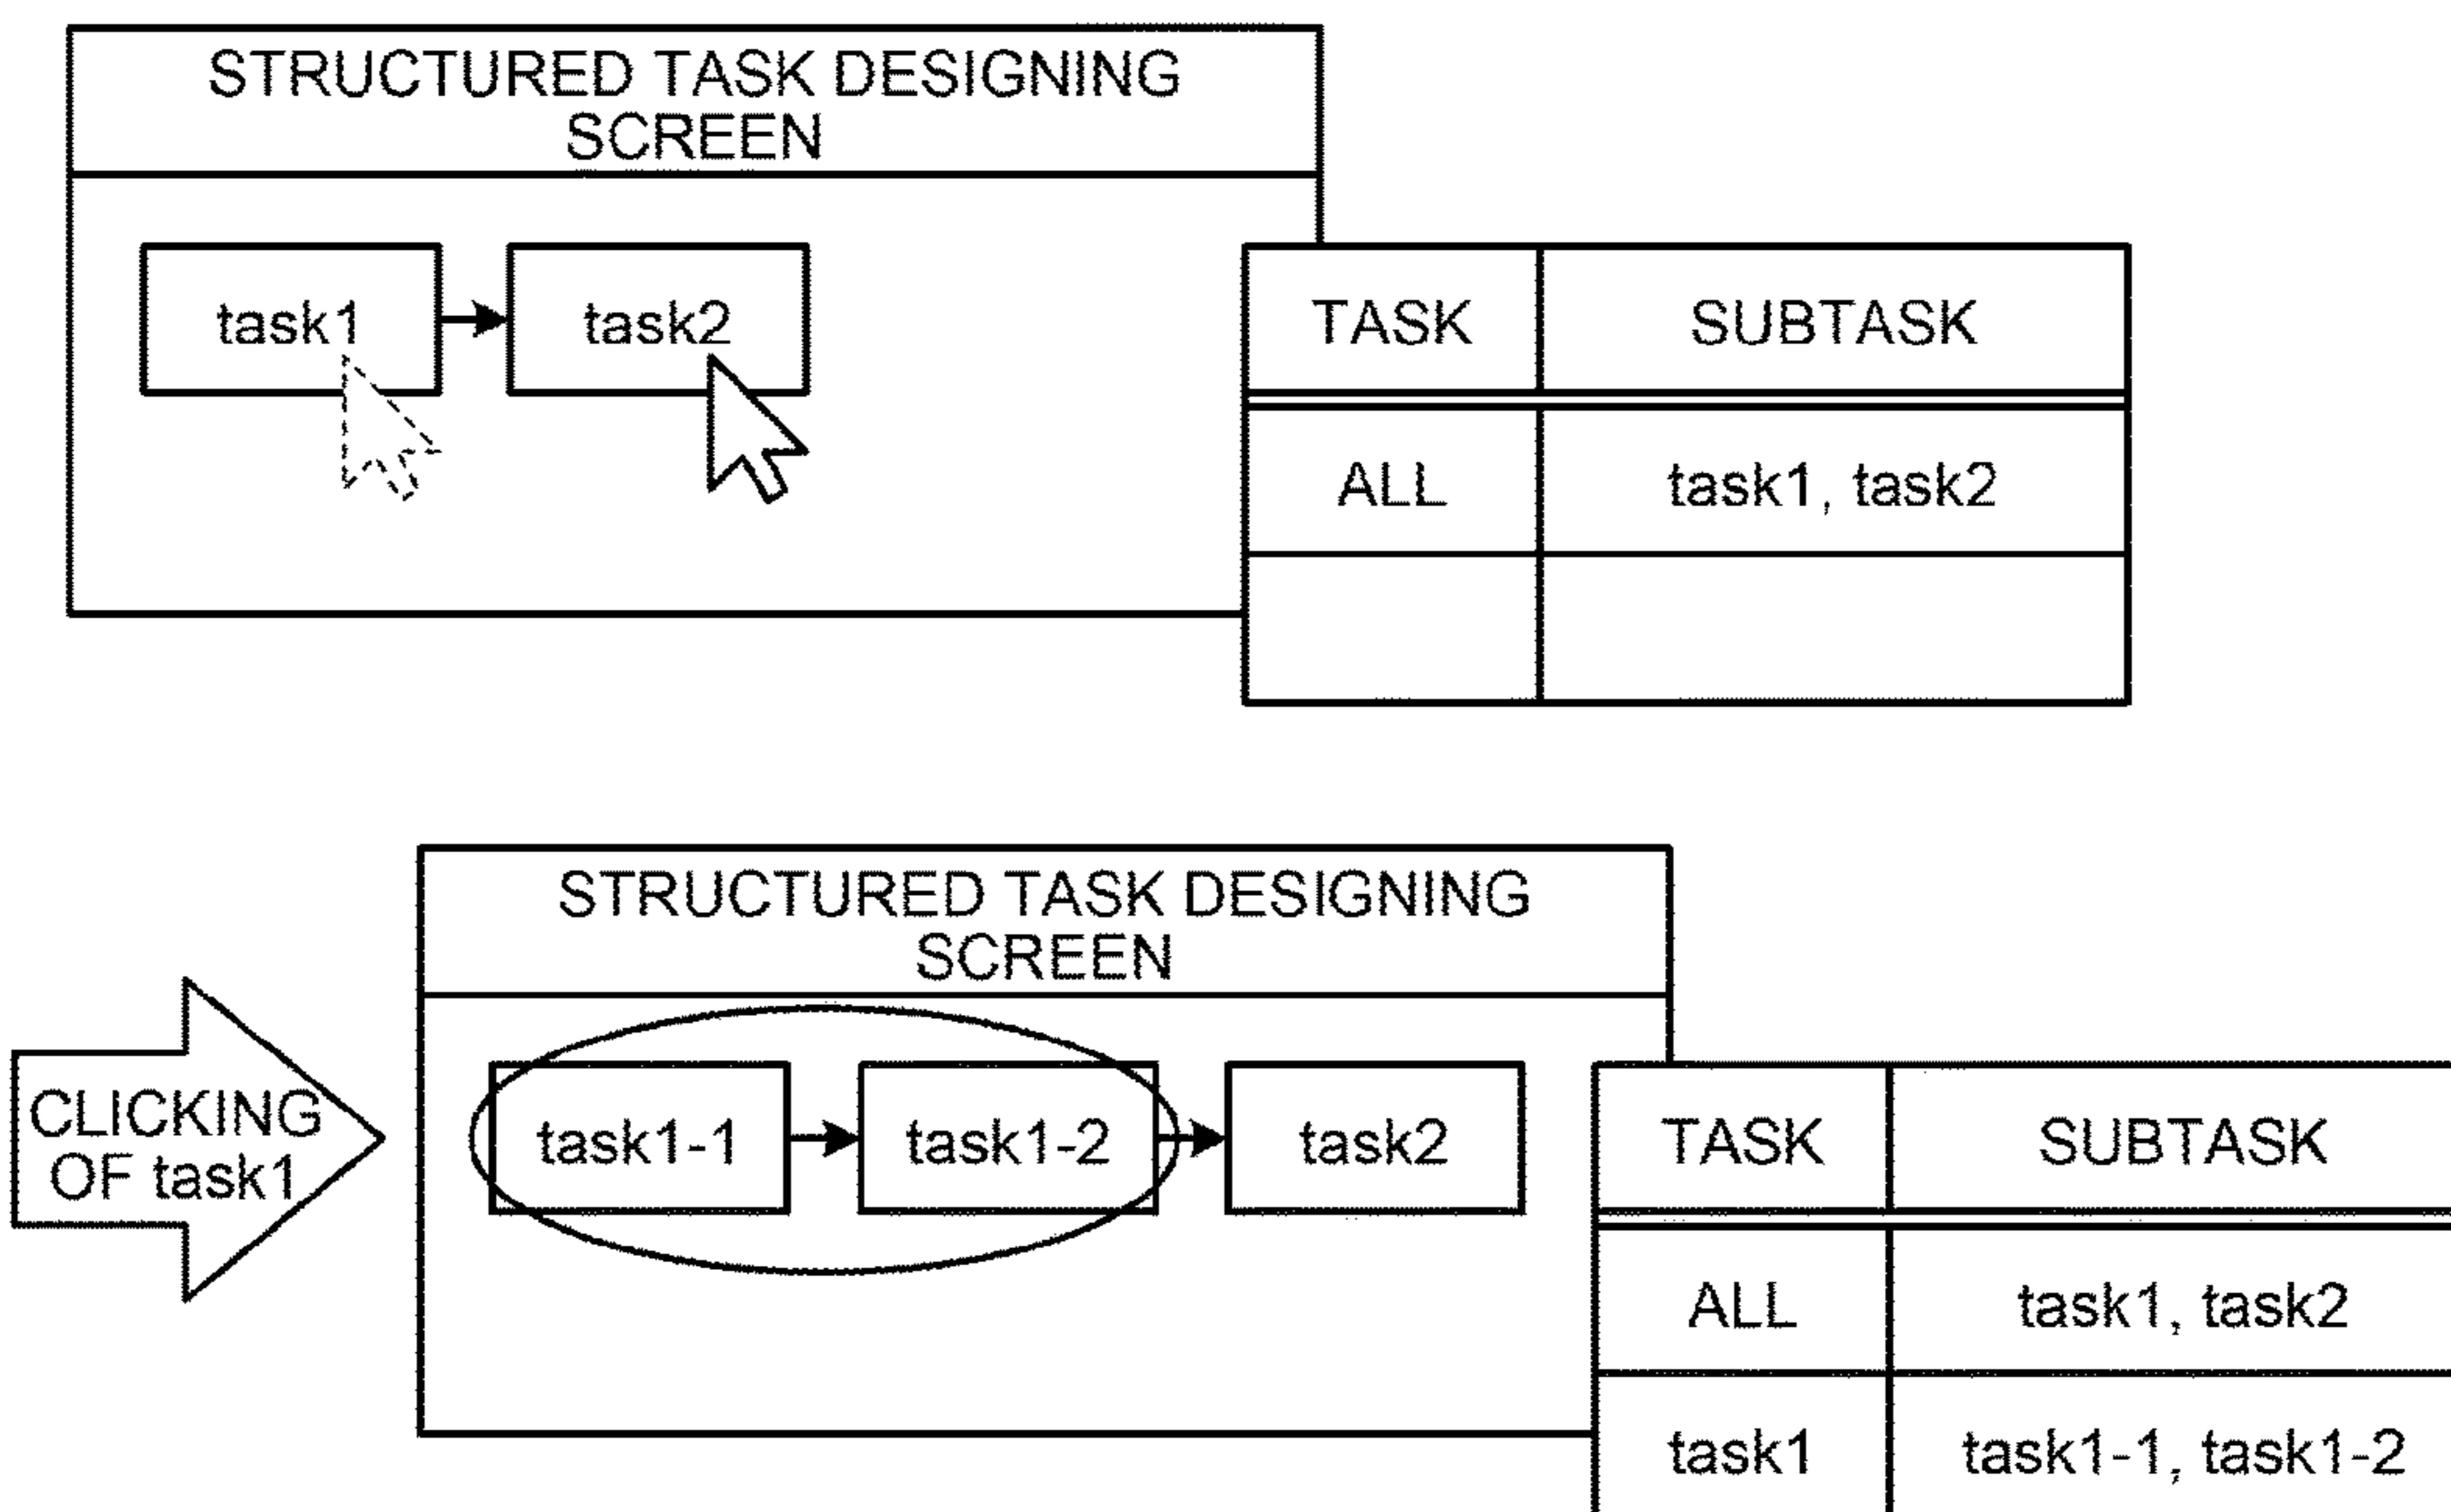 STRUCTURED TASK DESIGNING
SCREEN
task1
task2
TASK
SUBTASK
ALL
task1, task2
CLICKING
OF task1
STRUCTURED TASK DESIGNING
SCREEN
task1-1
task1-2
task2
TASK
SUBTASK
ALL
task1, task2
task1
task1-1, task1-2